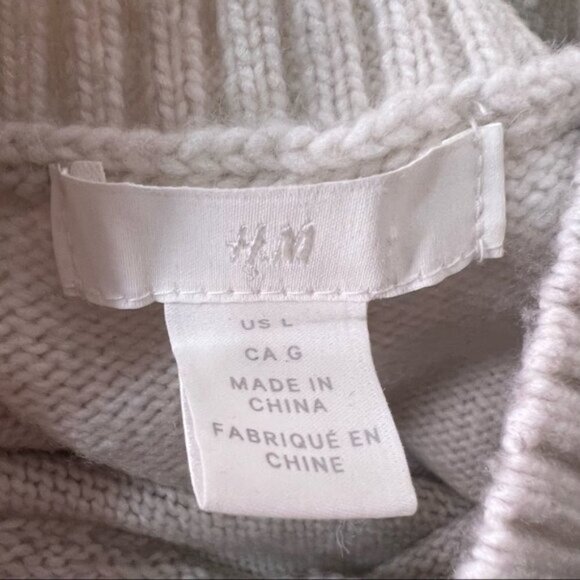 H&M
US L
CA G
MADE IN
CHINA
FABRIQUÉ EN
CHINE